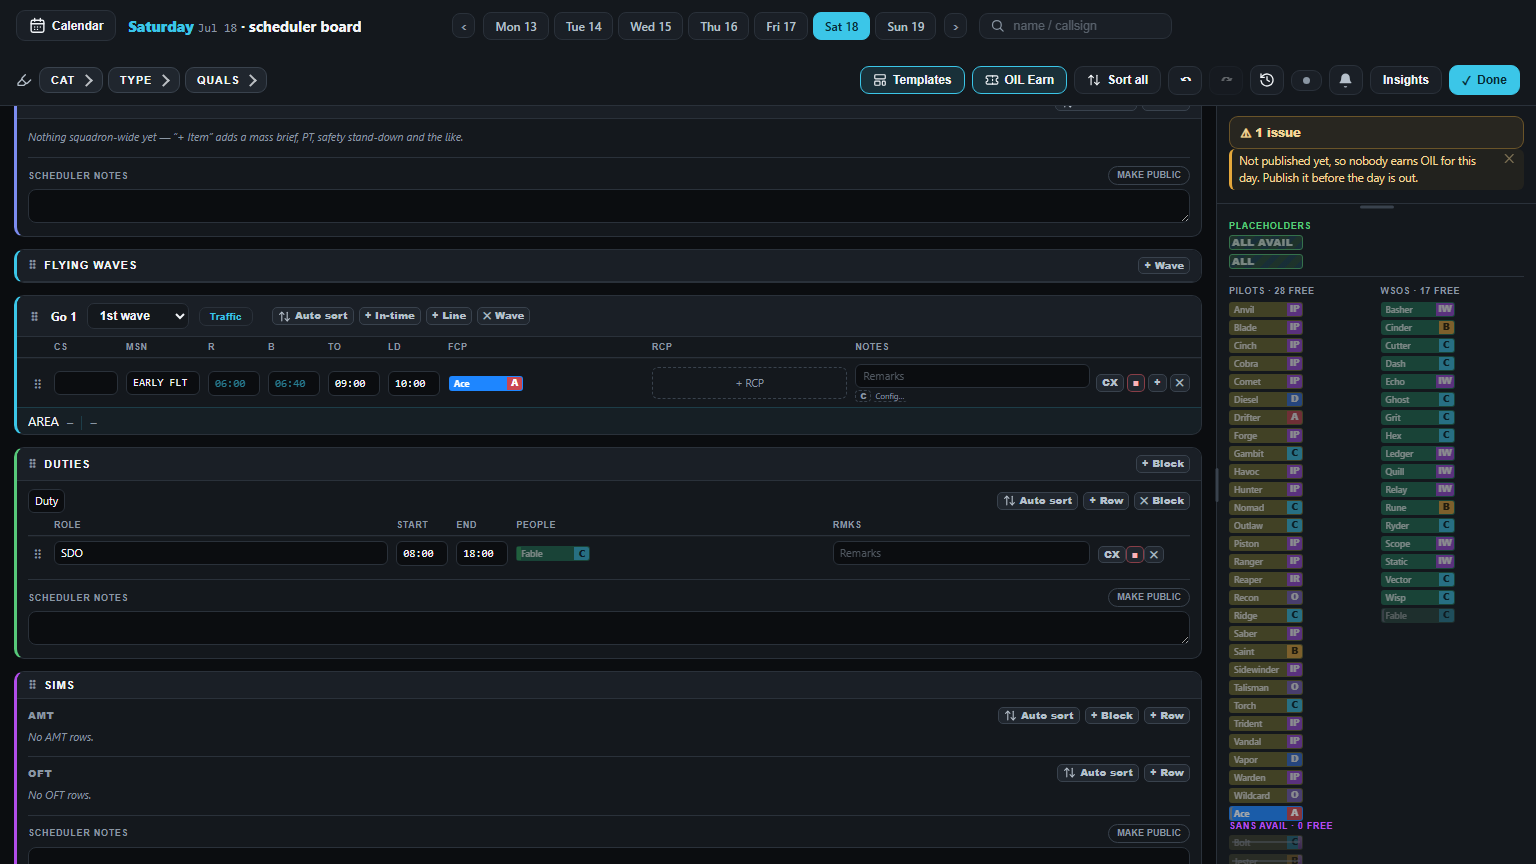 Calendar
Saturday Jul 18 · scheduler board
‹ Mon 13 Tue 14 Wed 15 Thu 16 Fri 17 Sat 18 Sun 19 ›
name / callsign
CAT TYPE QUALS
Templates OIL Earn Sort all Insights ✓ Done
Nothing squadron-wide yet — "+ Item" adds a mass brief, PT, safety stand-down and the like.
SCHEDULER NOTES MAKE PUBLIC
FLYING WAVES + Wave
Go 1 1st wave Traffic Auto sort + In-time + Line ✕ Wave
CS MSN R B TO LD FCP RCP NOTES
EARLY FLT 06:00 06:40 09:00 10:00 Ace A + RCP Remarks CX + ✕
C Config...
AREA – | –
DUTIES + Block
Duty Auto sort + Row ✕ Block
ROLE START END PEOPLE RMKS
SDO 08:00 18:00 Fable C Remarks CX ✕
SCHEDULER NOTES MAKE PUBLIC
SIMS
AMT Auto sort + Block + Row
No AMT rows.
OFT Auto sort + Row
No OFT rows.
SCHEDULER NOTES MAKE PUBLIC
⚠ 1 issue
Not published yet, so nobody earns OIL for this
day. Publish it before the day is out.
PLACEHOLDERS
ALL AVAIL
ALL
PILOTS · 28 FREE
Anvil IP
Blade IP
Cinch IP
Cobra IP
Comet IP
Diesel D
Drifter A
Forge IP
Gambit C
Havoc IP
Hunter IP
Nomad C
Outlaw C
Piston IP
Ranger IP
Reaper IR
Recon O
Ridge C
Saber IP
Saint B
Sidewinder IP
Talisman O
Torch C
Trident IP
Vandal IP
Vapor D
Warden IP
Wildcard O
Ace A
WSOS · 17 FREE
Basher IW
Cinder B
Cutter C
Dash C
Echo IW
Ghost C
Grit C
Hex C
Ledger IW
Quill IW
Relay IW
Rune B
Ryder C
Scope IW
Static IW
Vector C
Wisp C
Fable C
SANS AVAIL · 0 FREE
Bolt C